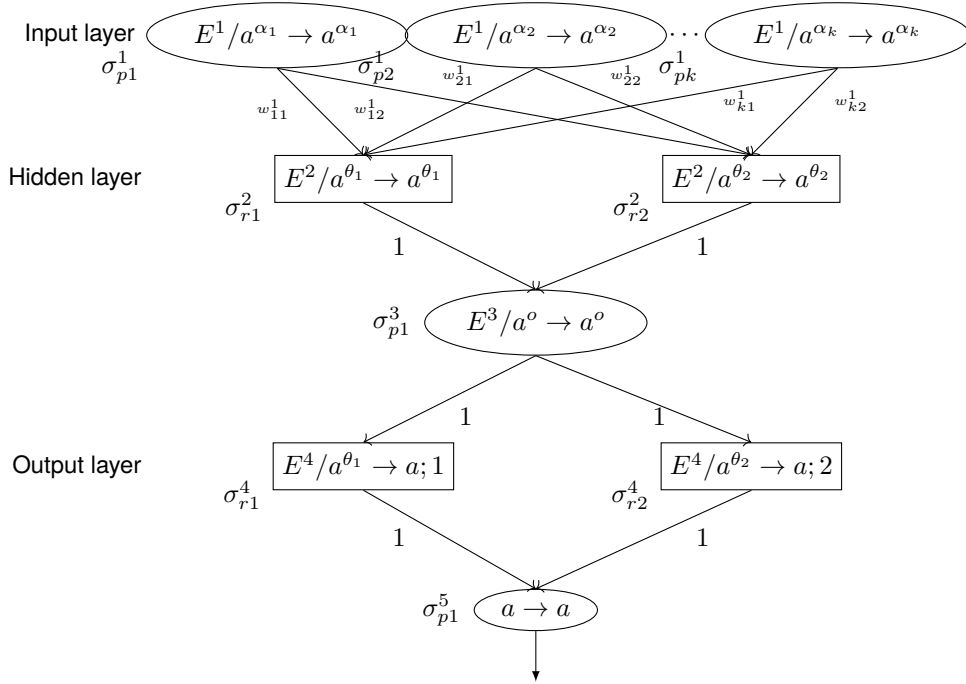 Input layer E^1/a^{α_1} → a^{α_1} E^1/a^{α_2} → a^{α_2} ··· E^1/a^{α_k} → a^{α_k}
σ^1_{p1} σ^1_{p2} σ^1_{pk}
w^1_{11} w^1_{12} w^1_{21} w^1_{22} w^1_{k1} w^1_{k2}
Hidden layer E^2/a^{θ_1} → a^{θ_1} E^2/a^{θ_2} → a^{θ_2}
σ^2_{r1} σ^2_{r2}
1 1
σ^3_{p1} E^3/a^o → a^o
1 1
Output layer E^4/a^{θ_1} → a; 1 E^4/a^{θ_2} → a; 2
σ^4_{r1} σ^4_{r2}
1 1
σ^5_{p1} a → a